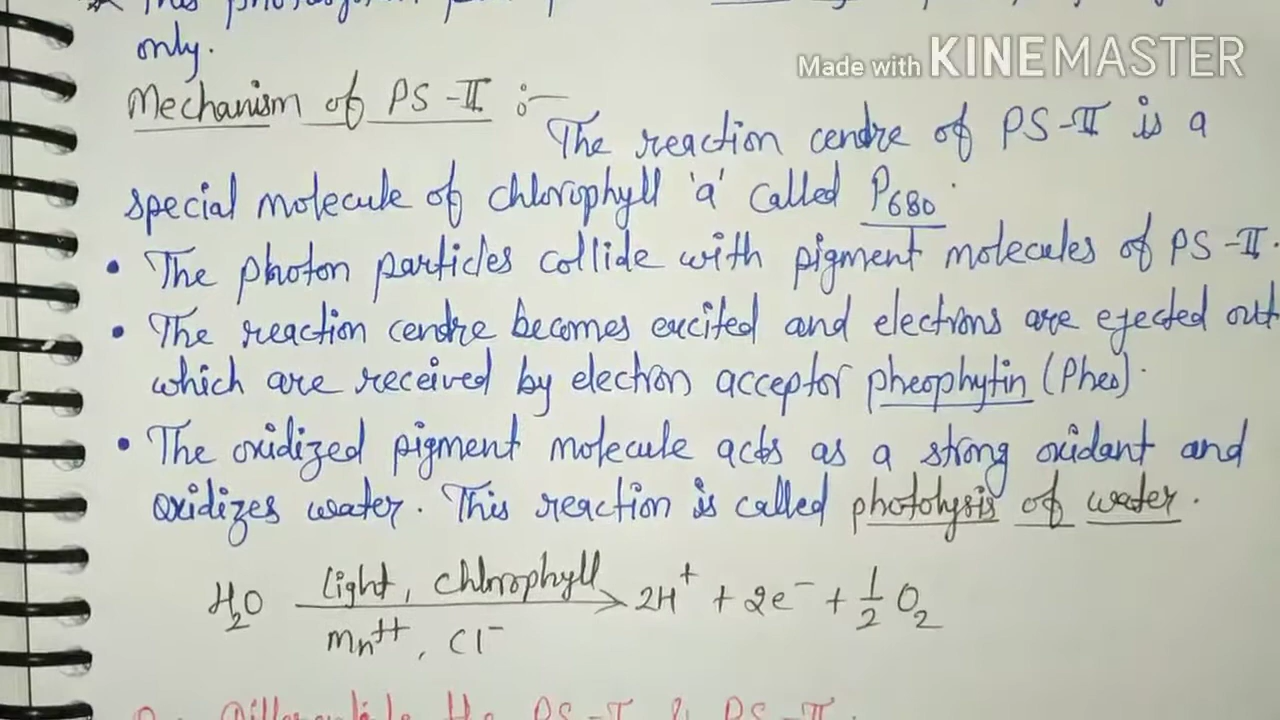 only.
Made with KINEMASTER
Mechanism of PS-II :-
The reaction centre of PS-II is a
special molecule of chlorophyll 'a' called P680.
• The photon particles collide with pigment molecules of PS-II.
• The reaction centre becomes excited and electrons are ejected out
which are received by electron acceptor pheophytin (Pheo).
• The oxidized pigment molecule acts as a strong oxidant and
oxidizes water. This reaction is called photolysis of water.
light, chlorophyll
H2O → 2H+ + 2e- + 1/2 O2
Mn++, Cl-
PS-I & PS-II.